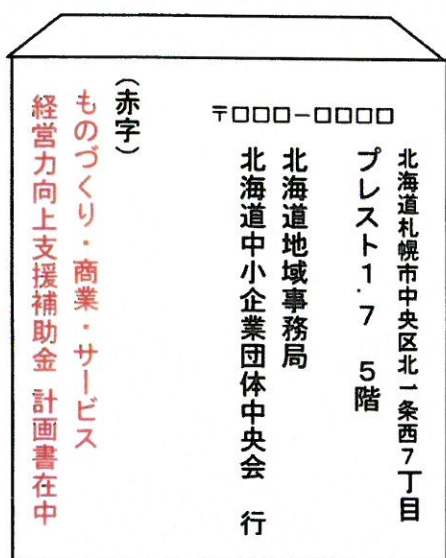 〒□□□-□□□□
北海道札幌市中央区北一条西7丁目
プレスト1.7 5階
北海道地域事務局
北海道中小企業団体中央会 行
(赤字)
ものづくり・商業・サービス
経営力向上支援補助金 計画書在中